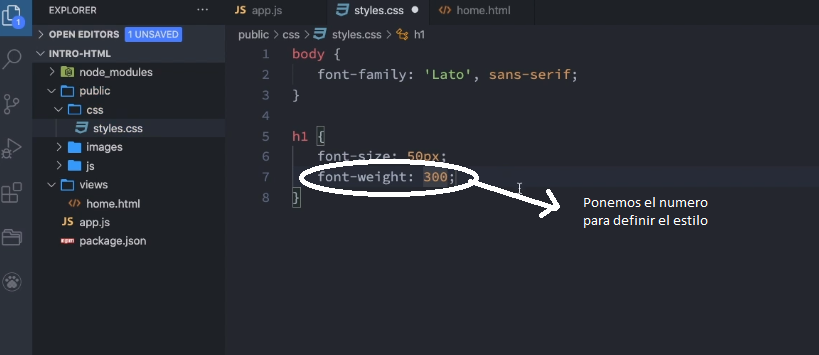 EXPLORER
...
OPEN EDITORS 1 UNSAVED
INTRO-HTML
node_modules
public
css
styles.css
images
js
views
home.html
JS app.js
npm package.json
1
JS app.js
styles.css
<> home.html
public > css > styles.css > h1
1 body {
2 font-family: 'Lato', sans-serif;
3 }
4
5 h1 {
6 font-size: 50px;
7 font-weight: 300;
8 }
Ponemos el numero
para definir el estilo